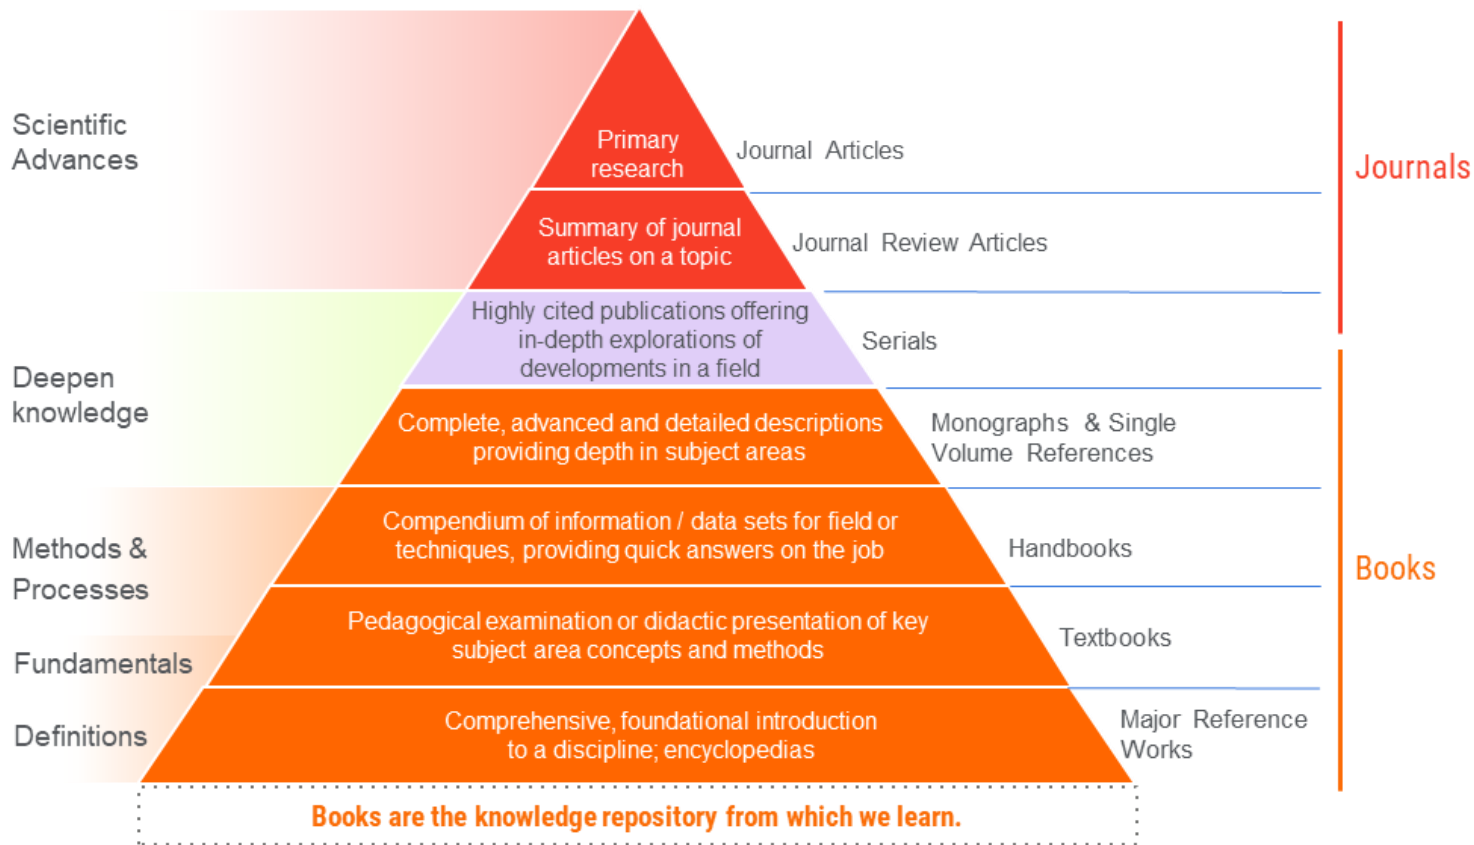 Scientific
Advances
Primary
research
Journal Articles
Journals
Summary of journal
articles on a topic
Journal Review Articles
Deepen
knowledge
Highly cited publications offering
in-depth explorations of
developments in a field
Serials
Complete, advanced and detailed descriptions
providing depth in subject areas
Monographs & Single
Volume References
Methods &
Processes
Compendium of information / data sets for field or
techniques, providing quick answers on the job
Handbooks
Books
Fundamentals
Pedagogical examination or didactic presentation of key
subject area concepts and methods
Textbooks
Definitions
Comprehensive, foundational introduction
to a discipline; encyclopedias
Major Reference
Works
Books are the knowledge repository from which we learn.